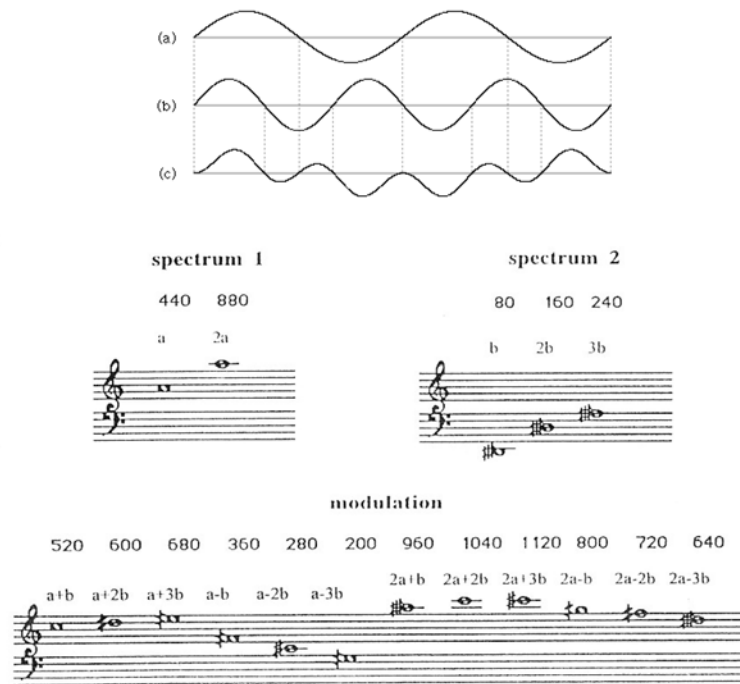 (a)
(b)
(c)
spectrum 1
440 880
a 2a
spectrum 2
80 160 240
b 2b 3b
modulation
520 600 680 360 280 200 960 1040 1120 800 720 640
a+b a+2b a+3b a-b a-2b a-3b 2a+b 2a+2b 2a+3b 2a-b 2a-2b 2a-3b